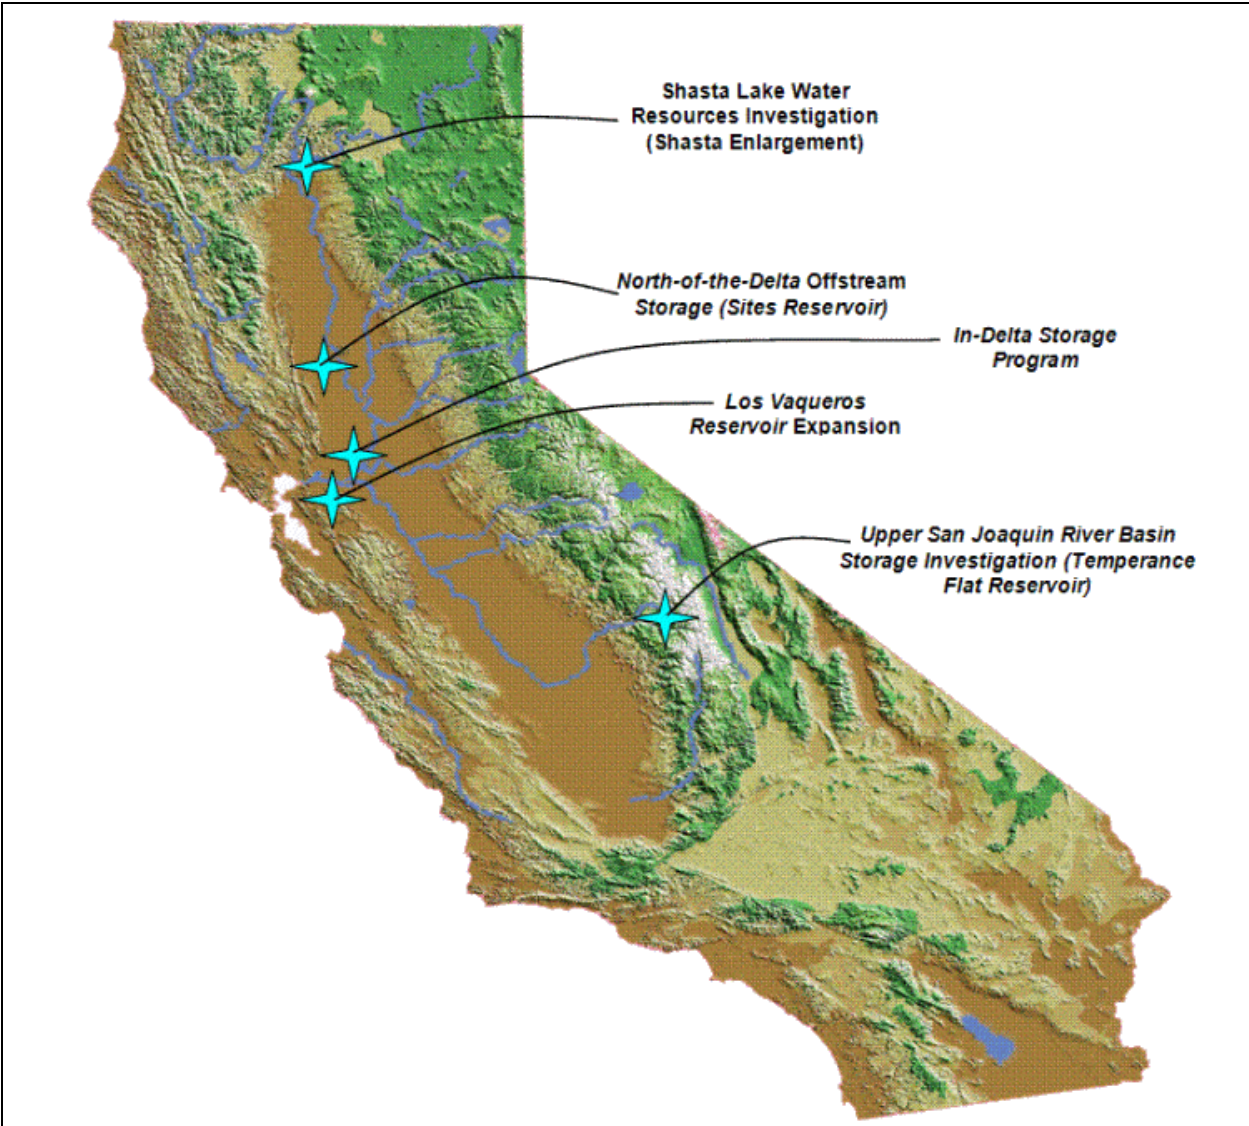 Shasta Lake Water
Resources Investigation
(Shasta Enlargement)
North-of-the-Delta Offstream
Storage (Sites Reservoir)
In-Delta Storage
Program
Los Vaqueros
Reservoir Expansion
Upper San Joaquin River Basin
Storage Investigation (Temperance
Flat Reservoir)